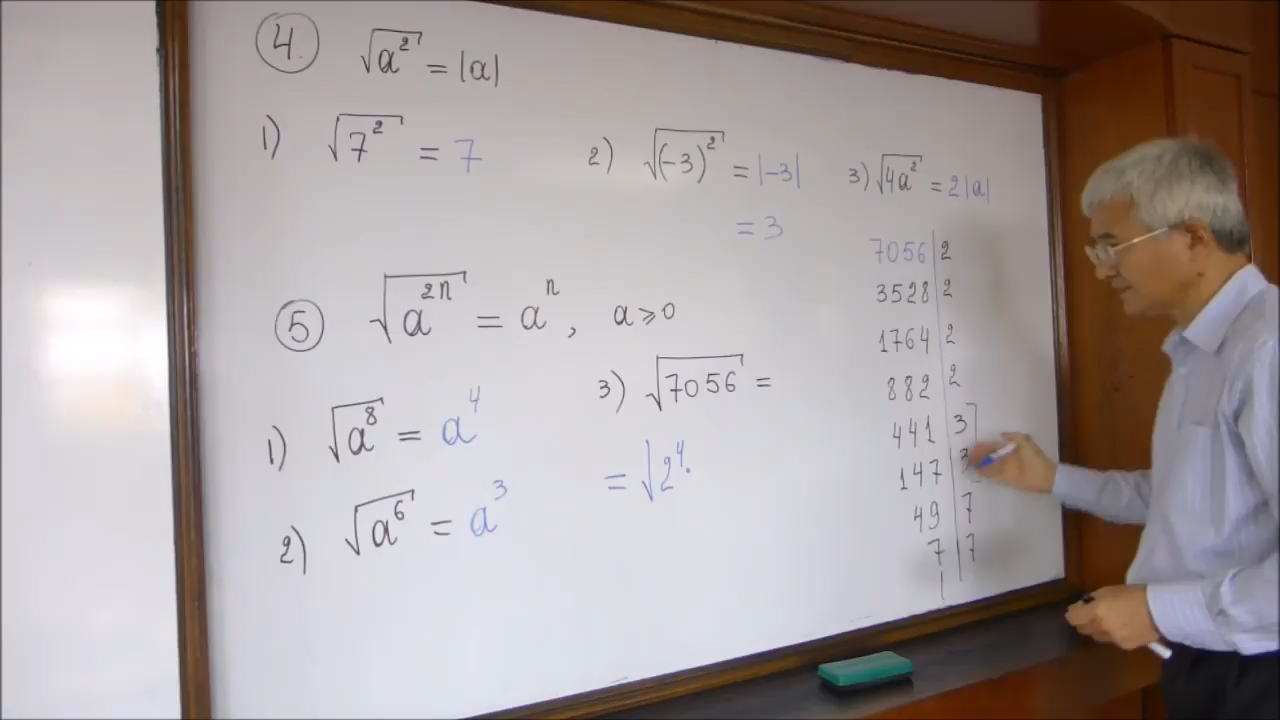 ④ √a² = |a|
1) √7² = 7
2) √(-3)² = |-3|
= 3
3) √4a² = 2|a|
⑤ √a²ⁿ = aⁿ, a ⩾ 0
1) √a⁸ = a⁴
2) √a⁶ = a³
3) √7056 =
= √2⁴·
7056 | 2
3528 | 2
1764 | 2
882 | 2
441 | 3
147 | 3
49 | 7
7 | 7
1